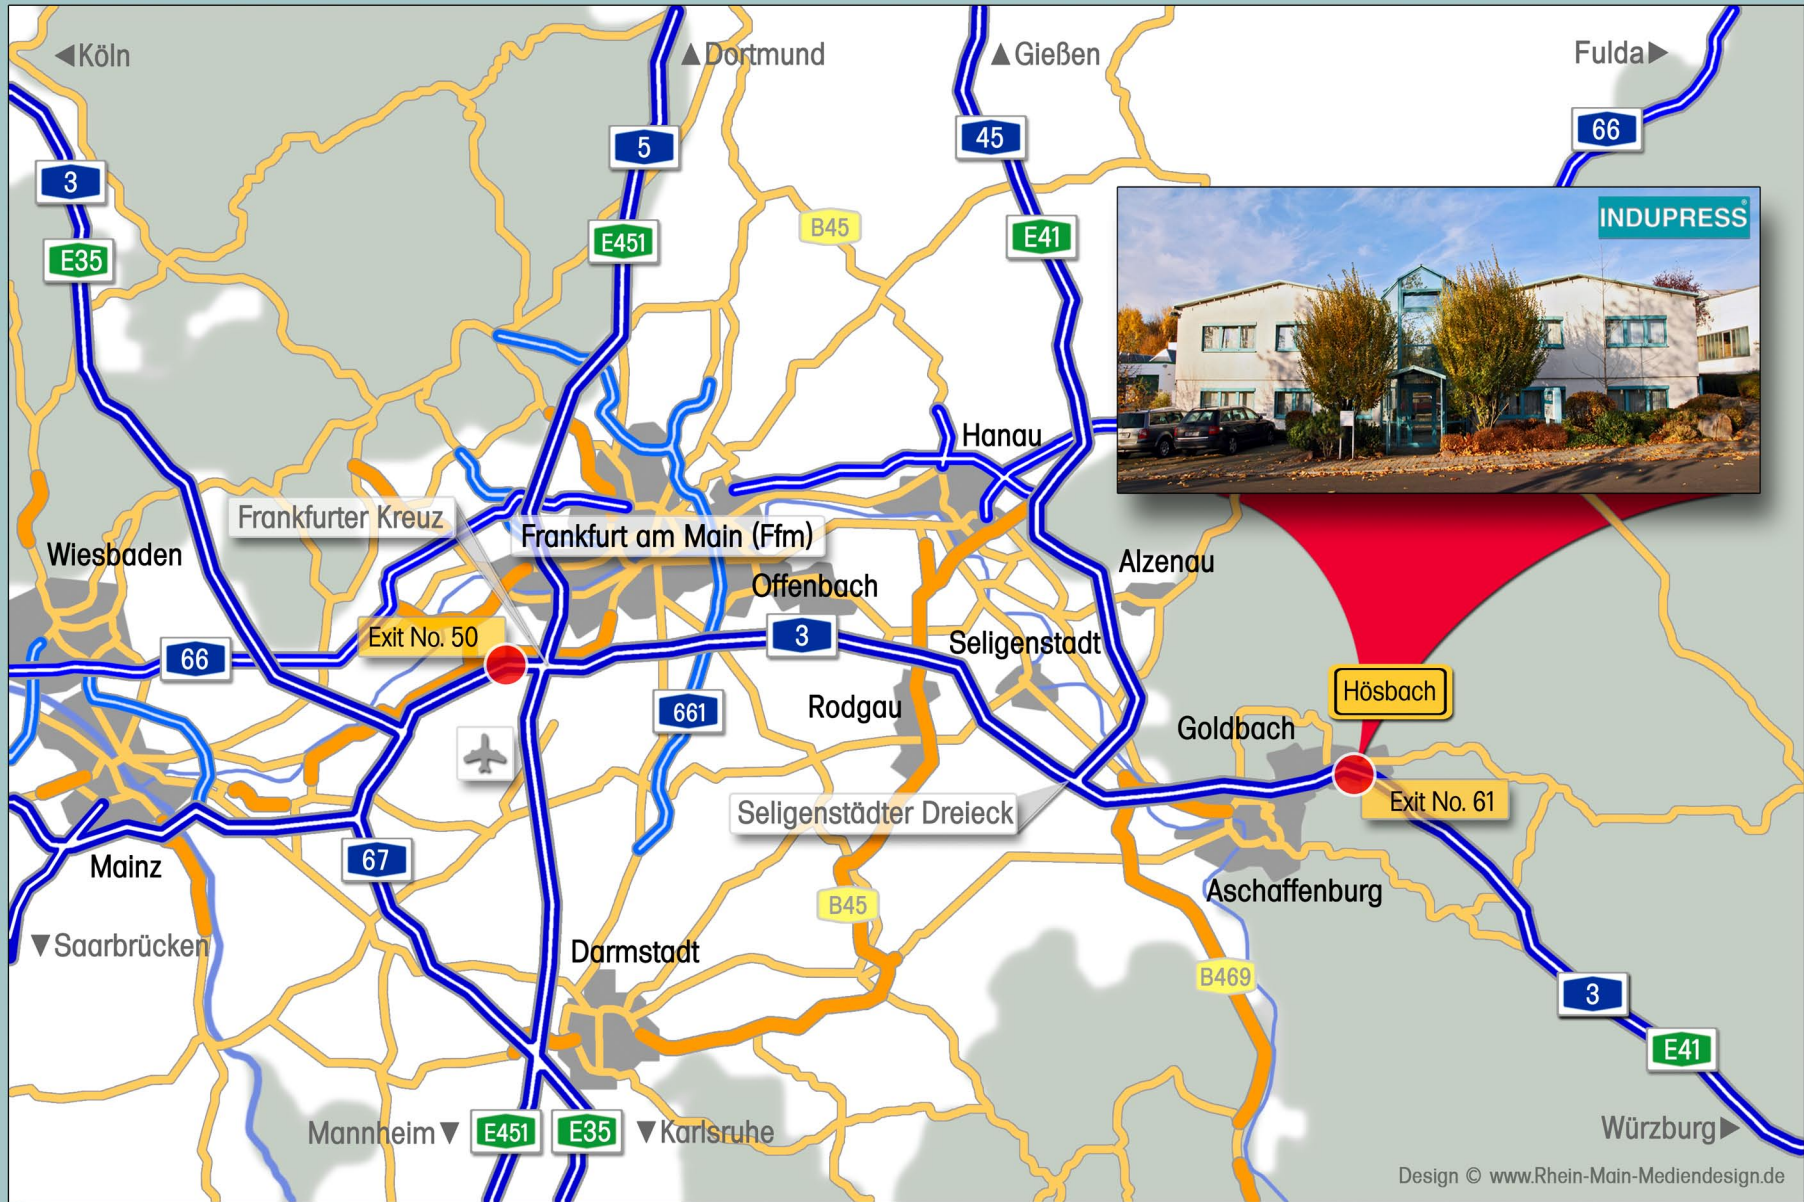 ◀Köln
▲Dortmund
▲Gießen
Fulda▶
66
5
45
3
INDUPRESS®
B45
E451
E41
E35
Hanau
Frankfurter Kreuz
Frankfurt am Main (Ffm)
Wiesbaden
Alzenau
Offenbach
Exit No. 50
3
Seligenstadt
66
Hösbach
Rodgau
661
Goldbach
Exit No. 61
Seligenstädter Dreieck
67
Mainz
Aschaffenburg
B45
▼Saarbrücken
Darmstadt
B469
3
E41
Mannheim▼
E451
E35
▼Karlsruhe
Würzburg▶
Design © www.Rhein-Main-Mediendesign.de